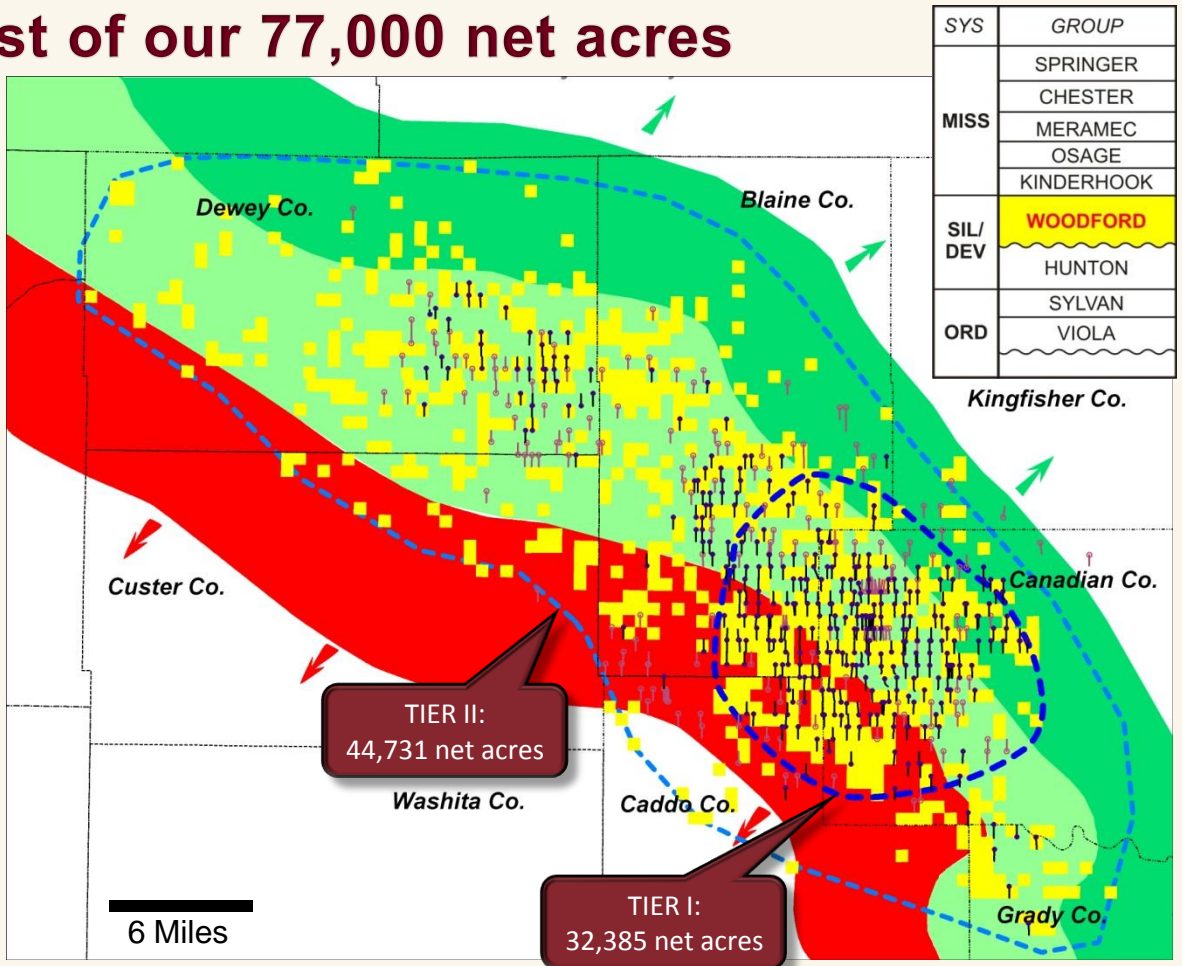 st of our 77,000 net acres
SYS GROUP
MISS
SPRINGER
CHESTER
MERAMEC
OSAGE
KINDERHOOK
SIL/
DEV
WOODFORD
HUNTON
ORD
SYLVAN
VIOLA
Dewey Co.
Blaine Co.
Kingfisher Co.
Custer Co.
Canadian Co.
TIER II:
44,731 net acres
Washita Co.
Caddo Co.
TIER I:
32,385 net acres
Grady Co.
6 Miles